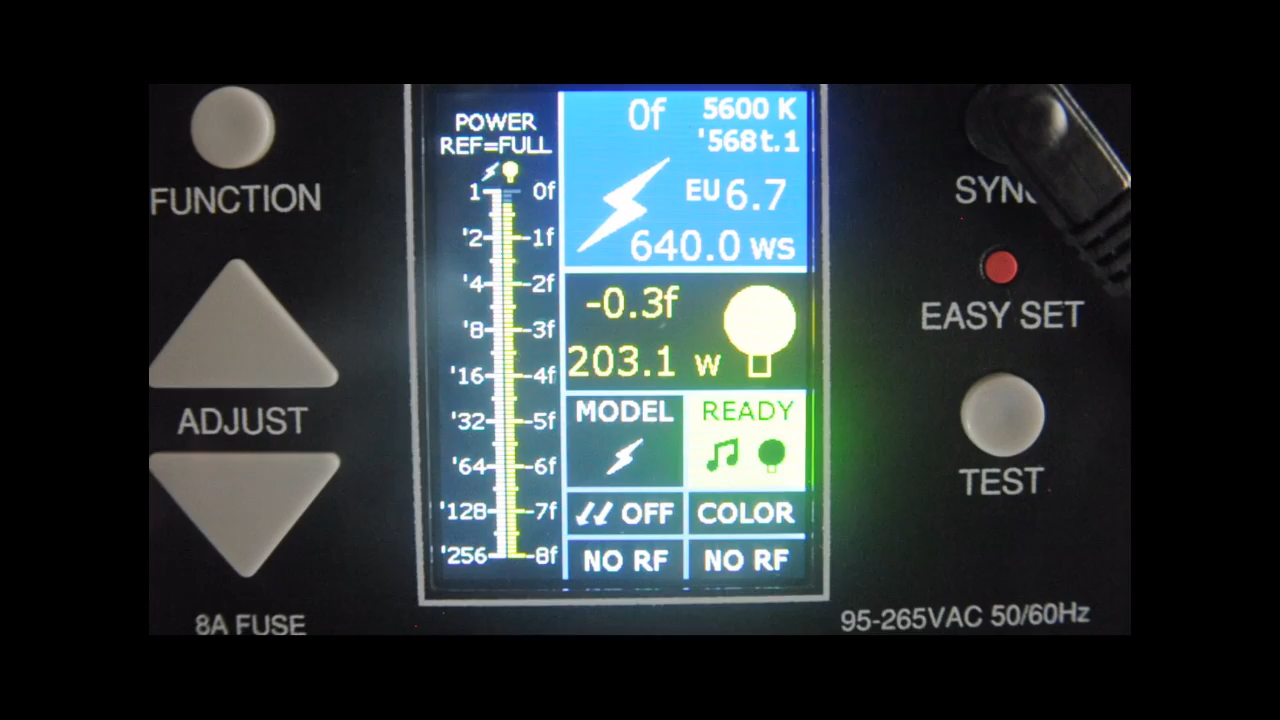 FUNCTION
ADJUST
8A FUSE
POWER
REF=FULL
1 0f
'2 -1f
'4 -2f
'8 -3f
'16 -4f
'32 -5f
'64 -6f
'128 -7f
'256 -8f
0f 5600 K
'568t.1
EU 6.7
640.0 ws
-0.3f
203.1 w
MODEL READY
OFF COLOR
NO RF NO RF
SYNC
EASY SET
TEST
95-265VAC 50/60Hz